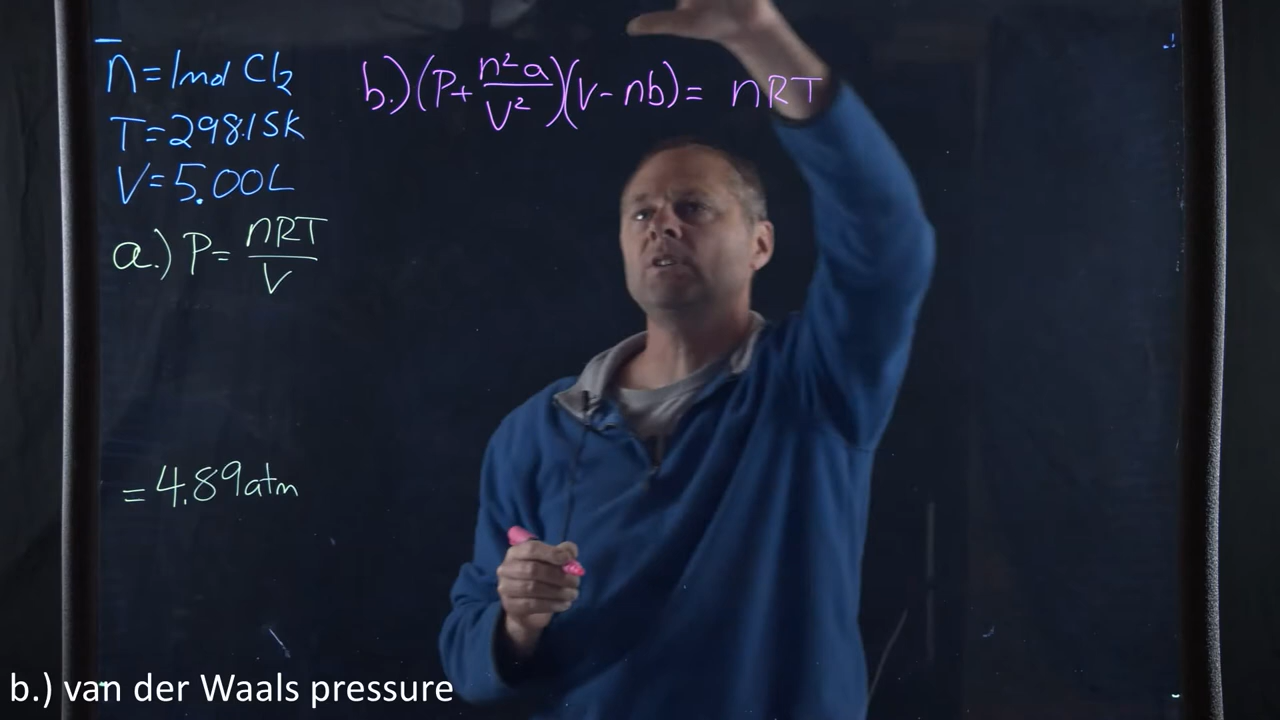 n=1mol Cl₂
T=298.15K
V=5.00L
a.) P= nRT/V
=4.89atm
b.) (P+ n²a/V²)(V-nb)= nRT
b.) van der Waals pressure